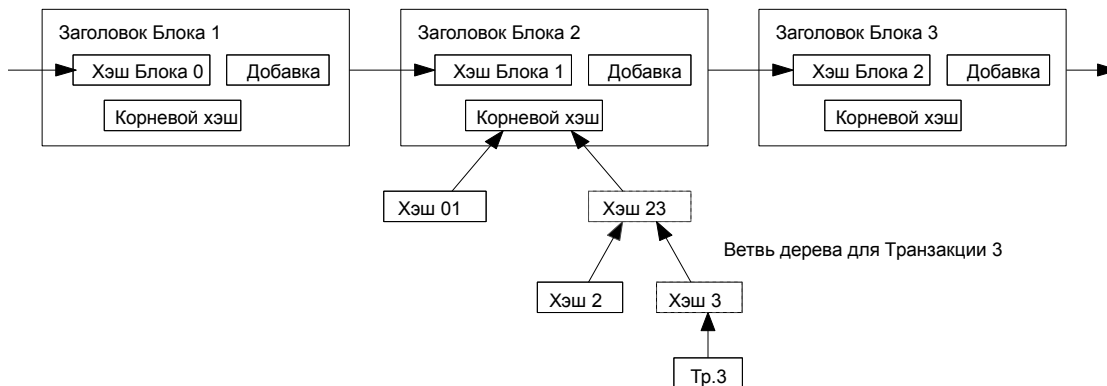 Заголовок Блока 1
Хэш Блока 0
Добавка
Корневой хэш
Заголовок Блока 2
Хэш Блока 1
Добавка
Корневой хэш
Заголовок Блока 3
Хэш Блока 2
Добавка
Корневой хэш
Хэш 01
Хэш 23
Ветвь дерева для Транзакции 3
Хэш 2
Хэш 3
Тр.3